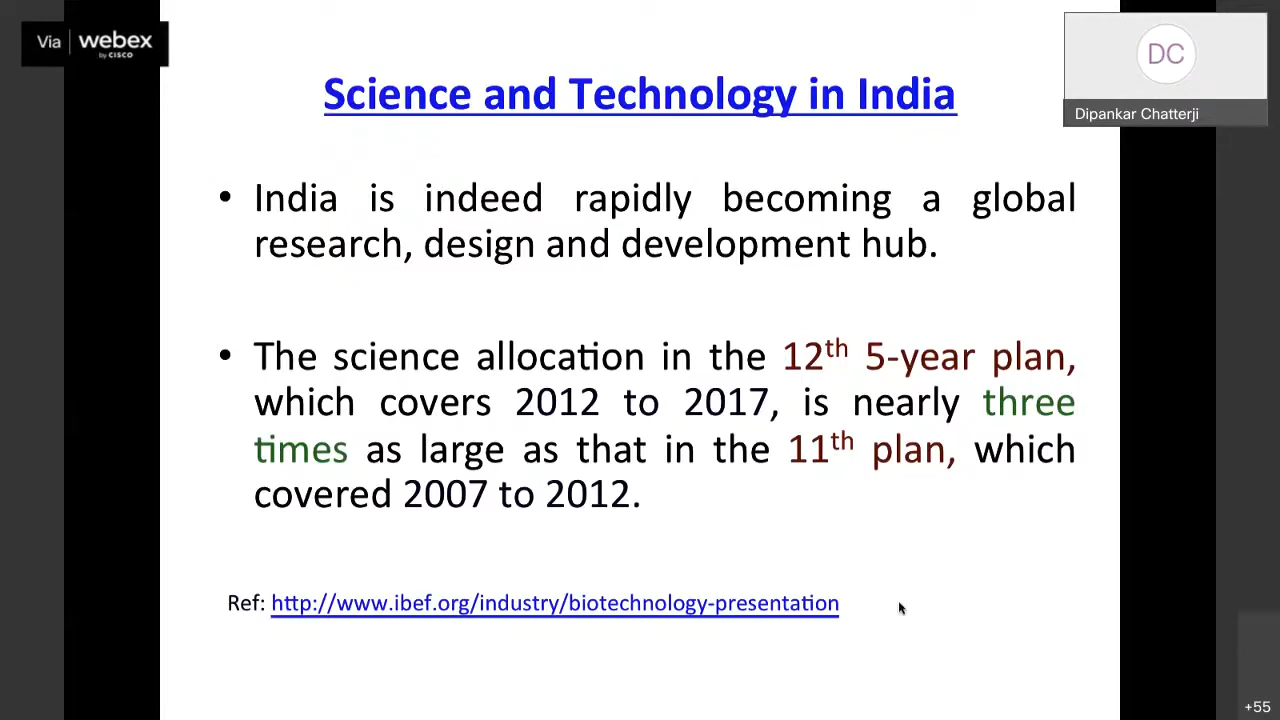 Via webex
by CISCO
DC
Dipankar Chatterji
Science and Technology in India
• India is indeed rapidly becoming a global
research, design and development hub.
• The science allocation in the 12th 5-year plan,
which covers 2012 to 2017, is nearly three
times as large as that in the 11th plan, which
covered 2007 to 2012.
Ref: http://www.ibef.org/industry/biotechnology-presentation
+55